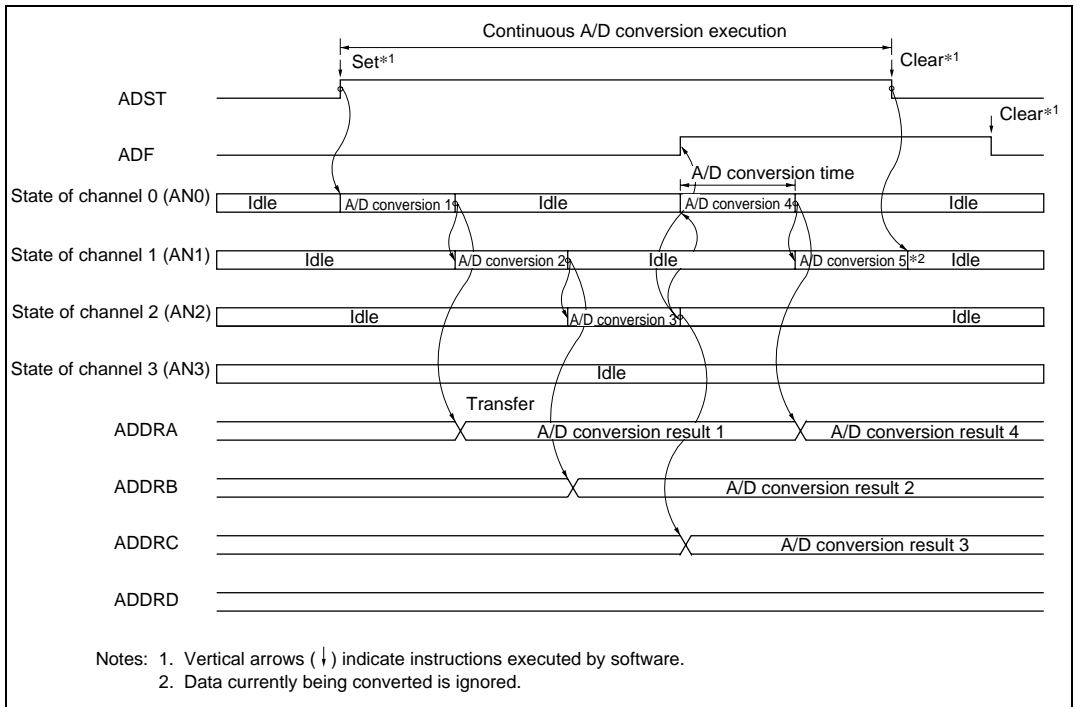 Continuous A/D conversion execution
Set*1
Clear*1
ADST
Clear*1
ADF
A/D conversion time
State of channel 0 (AN0)
Idle
A/D conversion 1
Idle
A/D conversion 4
Idle
State of channel 1 (AN1)
Idle
A/D conversion 2
Idle
A/D conversion 5
*2
Idle
State of channel 2 (AN2)
Idle
A/D conversion 3
Idle
State of channel 3 (AN3)
Idle
Transfer
ADDRA
A/D conversion result 1
A/D conversion result 4
ADDRB
A/D conversion result 2
ADDRC
A/D conversion result 3
ADDRD
Notes: 1. Vertical arrows (↓) indicate instructions executed by software.
2. Data currently being converted is ignored.